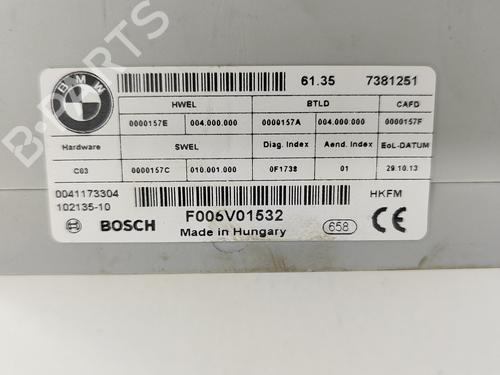 BMW
61.35 7381251
HWEL BTLD CAFD
0000157E 004.000.000 0000157A 004.000.000 0000157F
Hardware SWEL Diag. Index Aend. Index EoL-DATUM
C03 0000157C 010.001.000 0F1738 01 29.10.13
0041173304
102135-10
HKFM
BOSCH F006V01532
Made in Hungary 658
B-PARTS